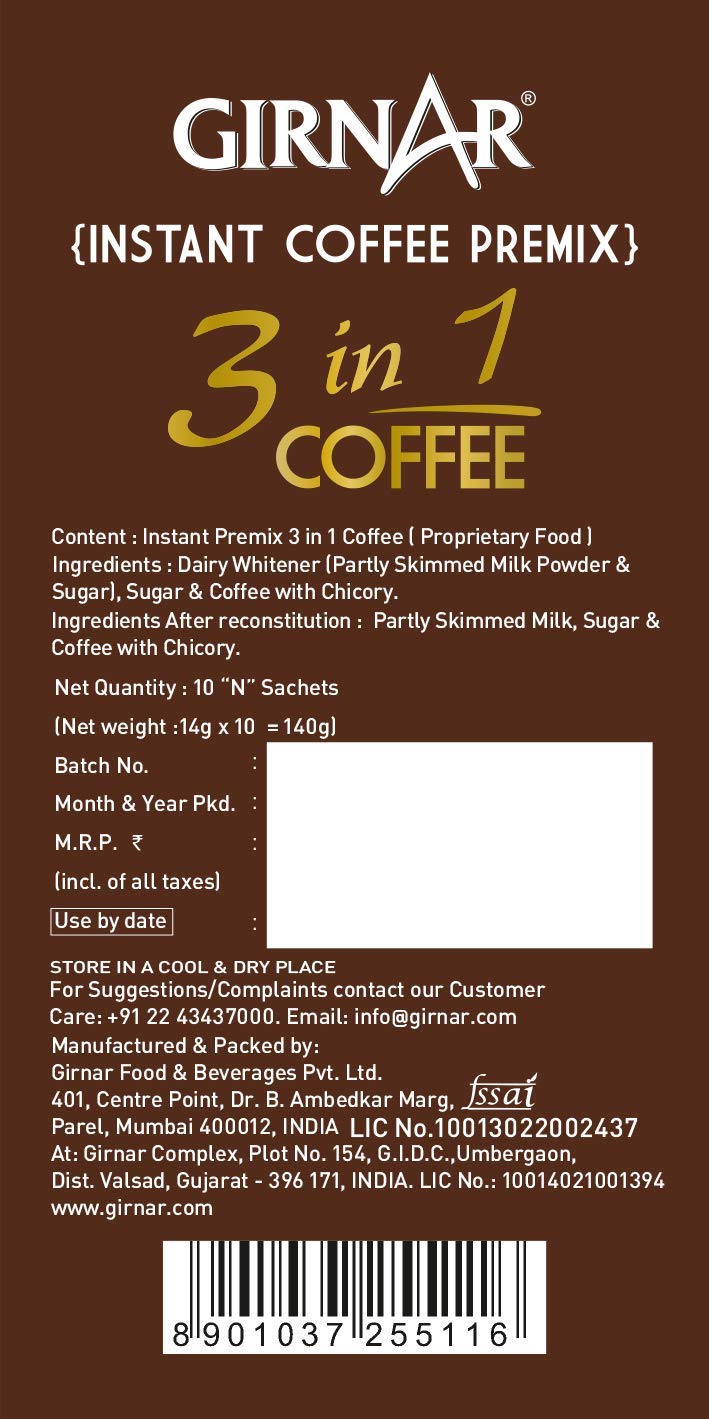 GIRNAR®
{INSTANT COFFEE PREMIX}
3 in 1
COFFEE
Content : Instant Premix 3 in 1 Coffee ( Proprietary Food )
Ingredients : Dairy Whitener (Partly Skimmed Milk Powder &
Sugar), Sugar & Coffee with Chicory.
Ingredients After reconstitution : Partly Skimmed Milk, Sugar &
Coffee with Chicory.
Net Quantity : 10 “N” Sachets
(Net weight :14g x 10 = 140g)
Batch No. :
Month & Year Pkd. :
M.R.P. ₹ :
(incl. of all taxes)
Use by date :
STORE IN A COOL & DRY PLACE
For Suggestions/Complaints contact our Customer
Care: +91 22 43437000. Email: info@girnar.com
Manufactured & Packed by:
Girnar Food & Beverages Pvt. Ltd.
401, Centre Point, Dr. B. Ambedkar Marg, fssai
Parel, Mumbai 400012, INDIA LIC No.10013022002437
At: Girnar Complex, Plot No. 154, G.I.D.C.,Umbergaon,
Dist. Valsad, Gujarat - 396 171, INDIA. LIC No.: 10014021001394
www.girnar.com
8 901037 255116